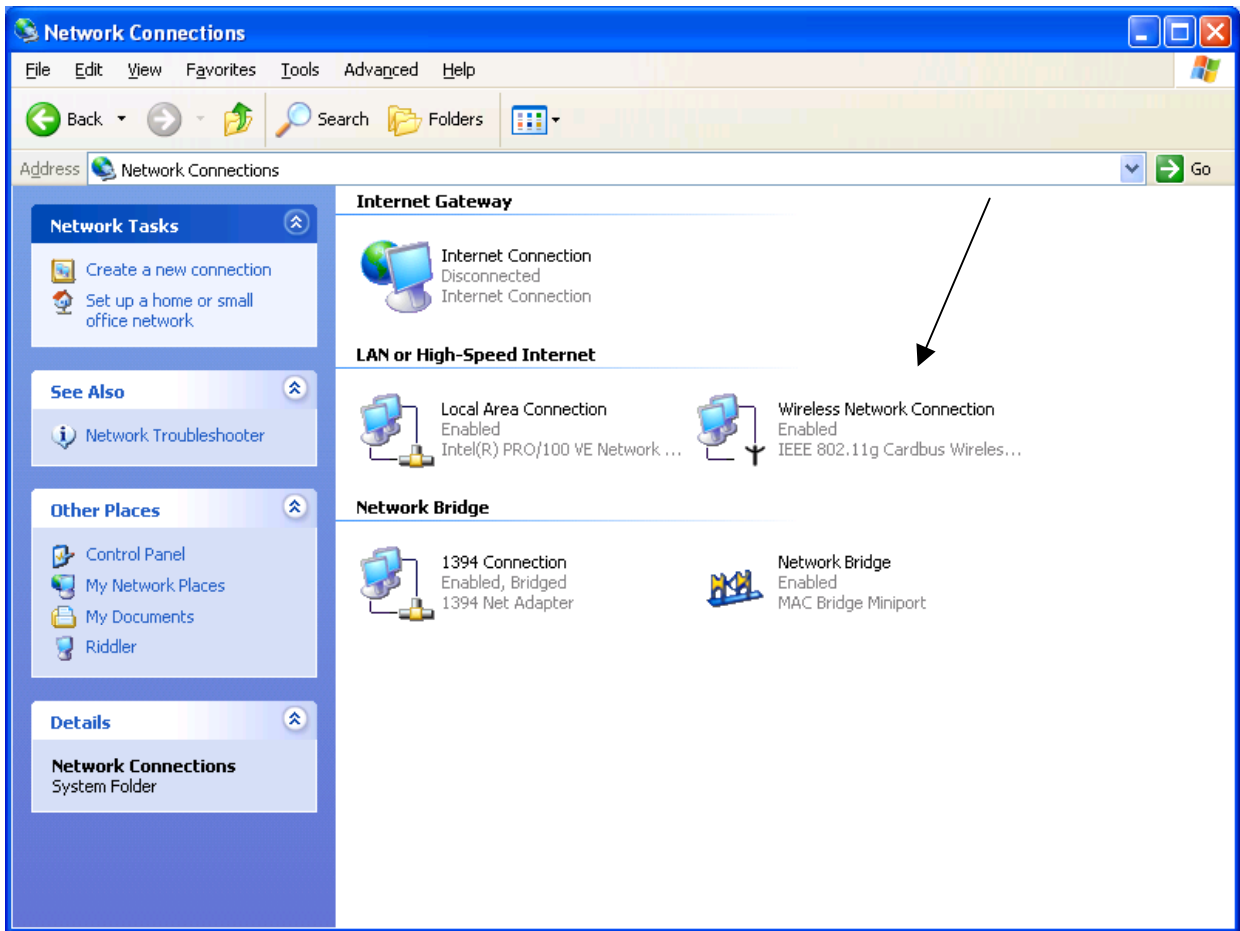 Network Connections
File Edit View Favorites Tools Advanced Help
Back Search Folders
Address Network Connections Go
Network Tasks
Create a new connection
Set up a home or small
office network
See Also
Network Troubleshooter
Other Places
Control Panel
My Network Places
My Documents
Riddler
Details
Network Connections
System Folder
Internet Gateway
Internet Connection
Disconnected
Internet Connection
LAN or High-Speed Internet
Local Area Connection
Enabled
Intel(R) PRO/100 VE Network ...
Wireless Network Connection
Enabled
IEEE 802.11g Cardbus Wireles...
Network Bridge
1394 Connection
Enabled, Bridged
1394 Net Adapter
Network Bridge
Enabled
MAC Bridge Miniport